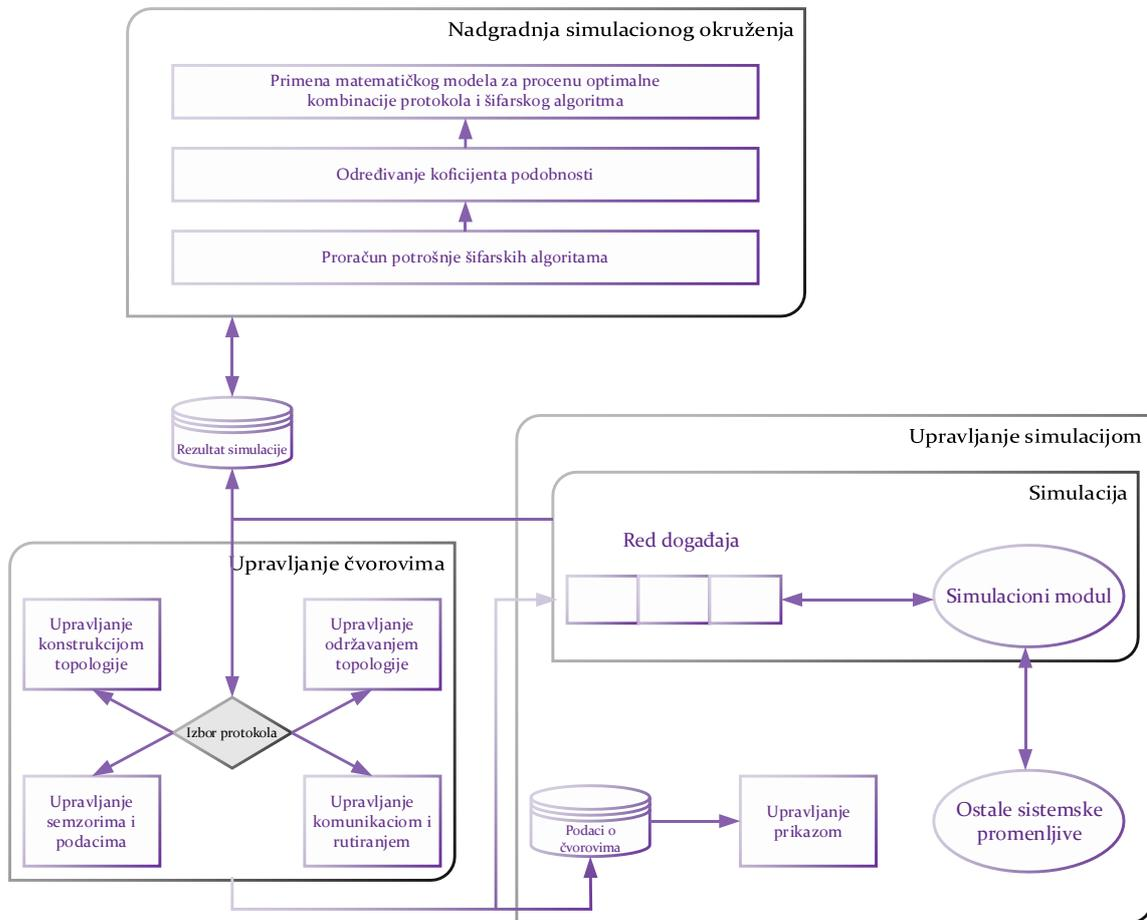 Nadgradnja simulacionog okruženja
Primena matematičkog modela za procenu optimalne
kombinacije protokola i šifarskog algoritma
Određivanje koficijenta podobnosti
Proračun potrošnje šifarskih algoritama
Rezultat simulacije
Upravljanje simulacijom
Simulacija
Red događaja
Simulacioni modul
Upravljanje čvorovima
Upravljanje
konstrukcijom
topologije
Upravljanje
održavanjem
topologije
Izbor protokola
Upravljanje
semzorima i
podacima
Upravljanje
komunikaciom i
rutiranjem
Podaci o
čvorovima
Upravljanje
prikazom
Ostale sistemske
promenljive